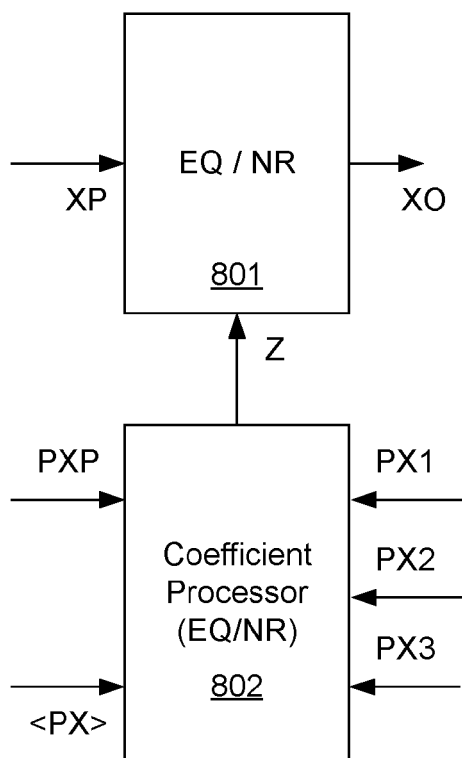 EQ / NR
XP
XO
801
Z
PXP
PX1
Coefficient
Processor
(EQ/NR)
PX2
PX3
802
<PX>